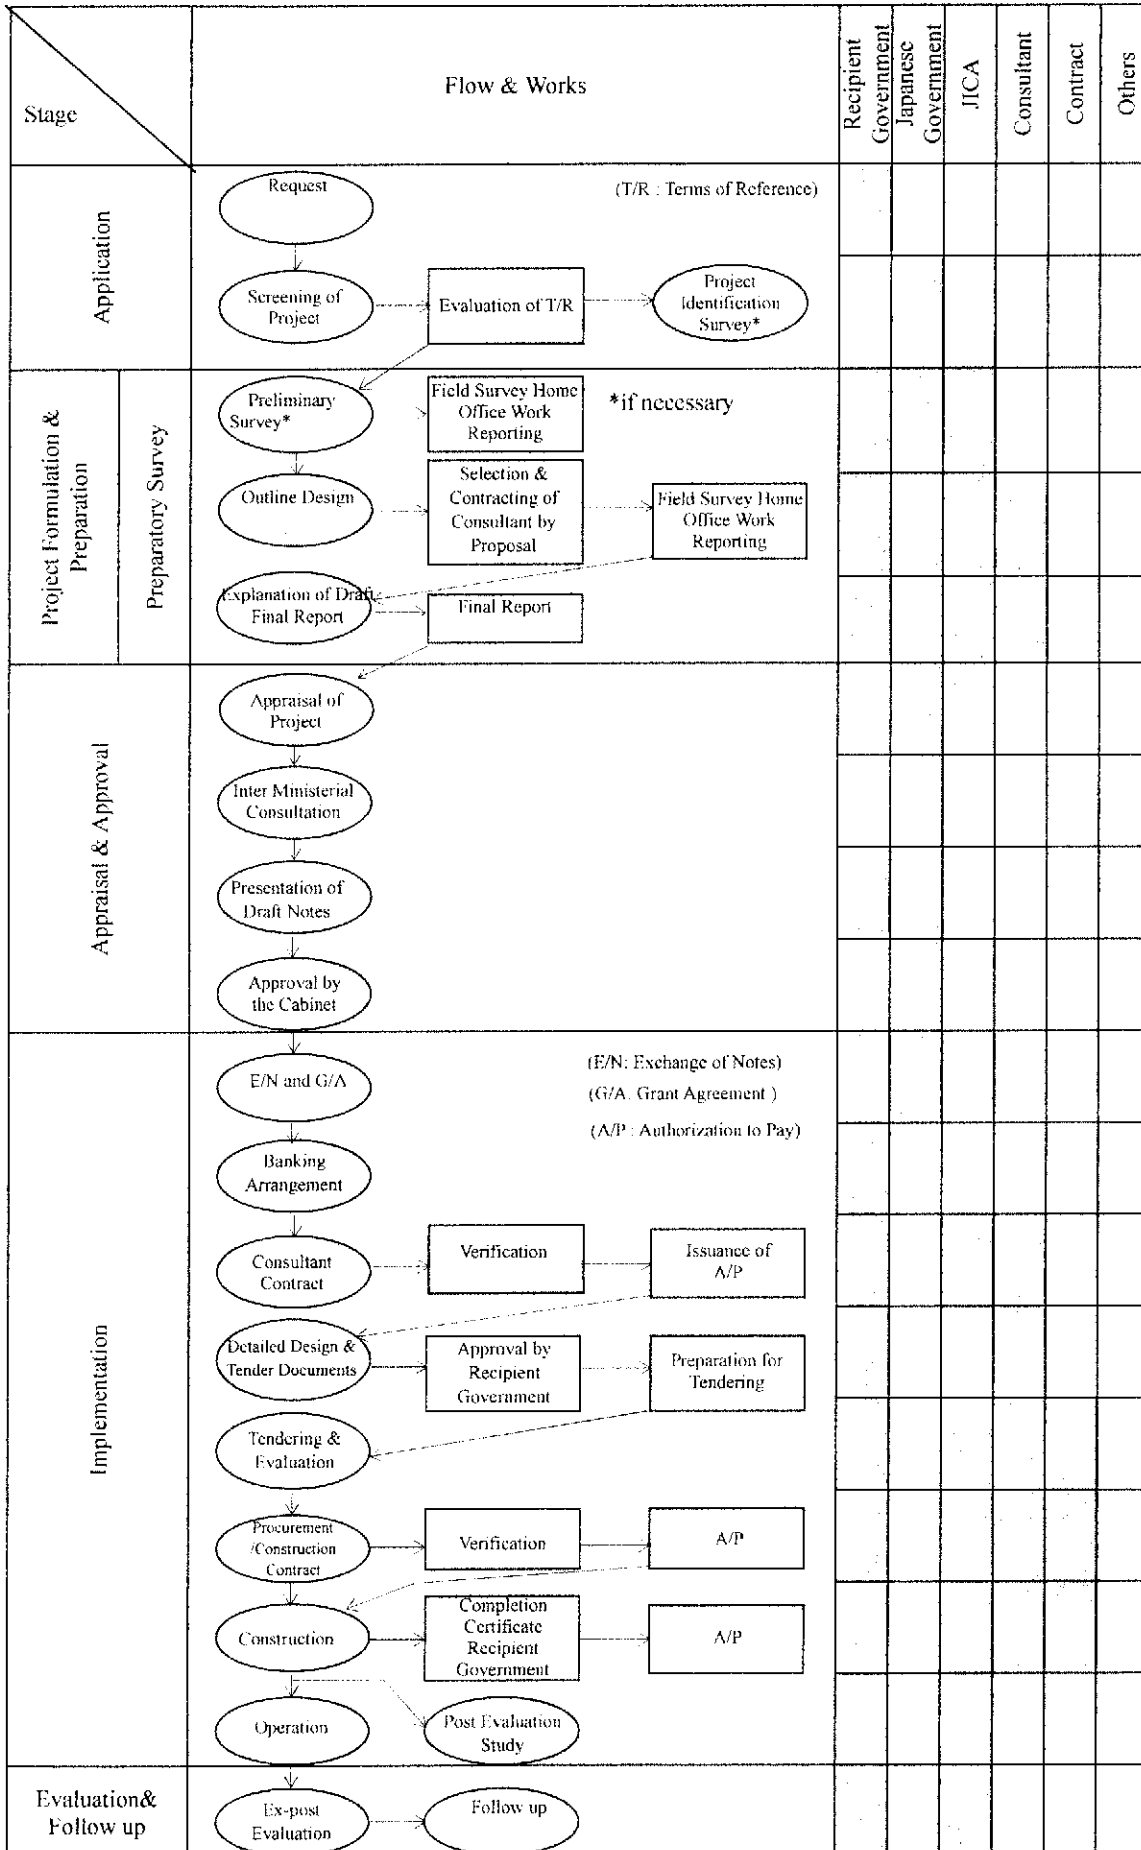 Stage
Flow & Works
Recipient
Government
Japanese
Government
JICA
Consultant
Contract
Others
Application
Request
(T/R : Terms of Reference)
Screening of
Project
Evaluation of T/R
Project
Identification
Survey*
Project Formulation &
Preparation
Preparatory Survey
Preliminary
Survey*
Field Survey Home
Office Work
Reporting
*if necessary
Outline Design
Selection &
Contracting of
Consultant by
Proposal
Field Survey Home
Office Work
Reporting
Explanation of Draft
Final Report
Final Report
Appraisal & Approval
Appraisal of
Project
Inter Ministerial
Consultation
Presentation of
Draft Notes
Approval by
the Cabinet
Implementation
E/N and G/A
(E/N: Exchange of Notes)
(G/A: Grant Agreement )
(A/P : Authorization to Pay)
Banking
Arrangement
Consultant
Contract
Verification
Issuance of
A/P
Detailed Design &
Tender Documents
Approval by
Recipient
Government
Preparation for
Tendering
Tendering &
Evaluation
Procurement
/Construction
Contract
Verification
A/P
Construction
Completion
Certificate
Recipient
Government
A/P
Operation
Post Evaluation
Study
Evaluation&
Follow up
Ex-post
Evaluation
Follow up